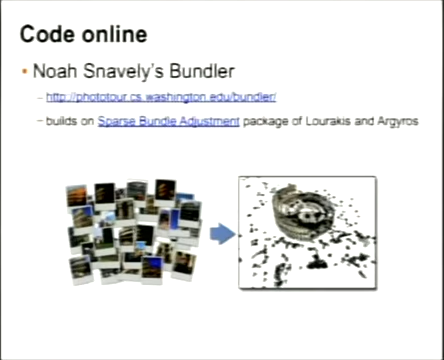 Code online
• Noah Snavely's Bundler
– http://phototour.cs.washington.edu/bundler/
– builds on Sparse Bundle Adjustment package of Lourakis and Argyros